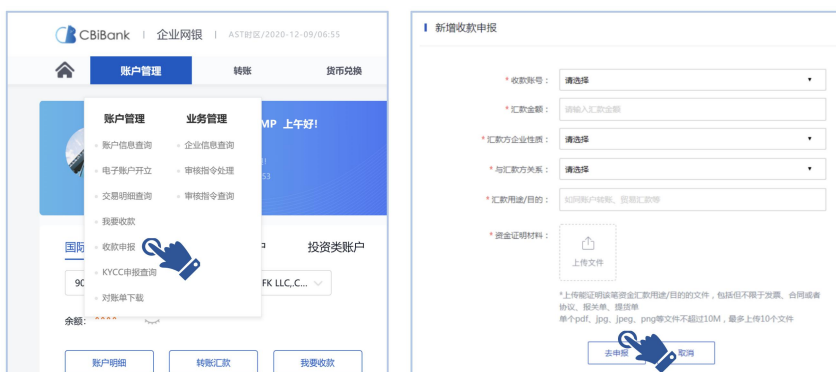 CBiBank | 企业网银 | AST时区/2020-12-09/06:55
账户管理 转账 货币兑换
账户管理 业务管理
MP 上午好！
账户信息查询 企业信息查询
电子账户开立 审核指令处理
53
交易明细查询 审核指令查询
我要收款
收款申报
国际
户 投资类账户
KYCC申报查询
90
FK LLC,C...
对账单下载
余额：
账户明细 转账汇款 我要收款
新增收款申报
* 收款账号： 请选择
* 汇款金额： 请输入汇款金额
* 汇款方企业性质： 请选择
* 与汇款方关系： 请选择
* 汇款用途/目的： 如同账户转账、贸易汇款等
* 资金证明材料：
上传文件
*上传能证明该笔资金汇款用途/目的的文件，包括但不限于发票、合同或者
协议、报关单、提货单
单个pdf、jpg、jpeg、png等文件不超过10M，最多上传10个文件
去申报 取消